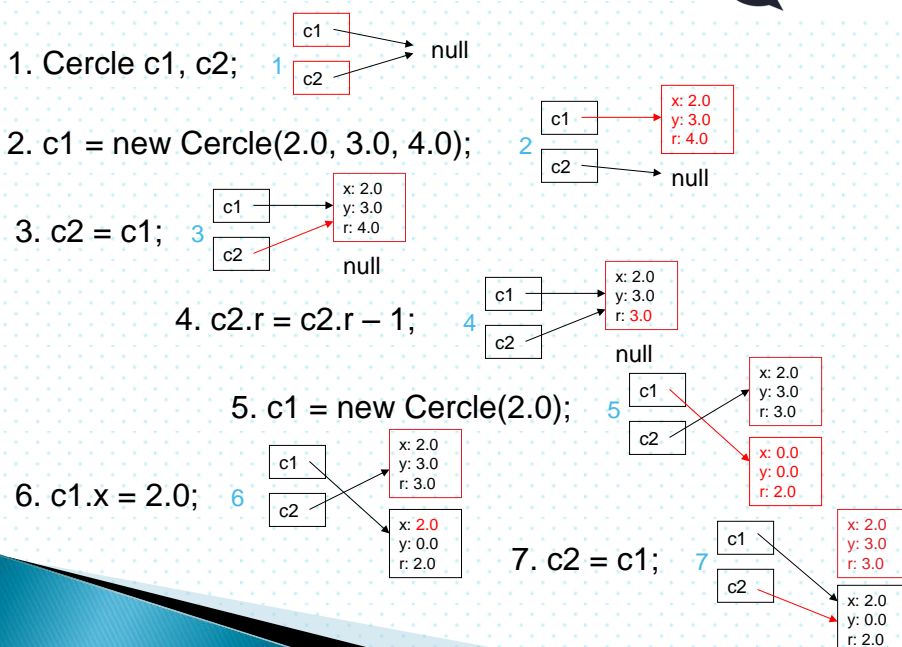 1. Cercle c1, c2;
1
c1
c2
null
2. c1 = new Cercle(2.0, 3.0, 4.0);
2
c1
c2
x: 2.0
y: 3.0
r: 4.0
null
3. c2 = c1;
3
c1
c2
x: 2.0
y: 3.0
r: 4.0
null
4. c2.r = c2.r – 1;
4
c1
c2
x: 2.0
y: 3.0
r: 3.0
null
5. c1 = new Cercle(2.0);
5
c1
c2
x: 2.0
y: 3.0
r: 3.0
x: 0.0
y: 0.0
r: 2.0
6. c1.x = 2.0;
6
c1
c2
x: 2.0
y: 3.0
r: 3.0
x: 2.0
y: 0.0
r: 2.0
7. c2 = c1;
7
c1
c2
x: 2.0
y: 3.0
r: 3.0
x: 2.0
y: 0.0
r: 2.0